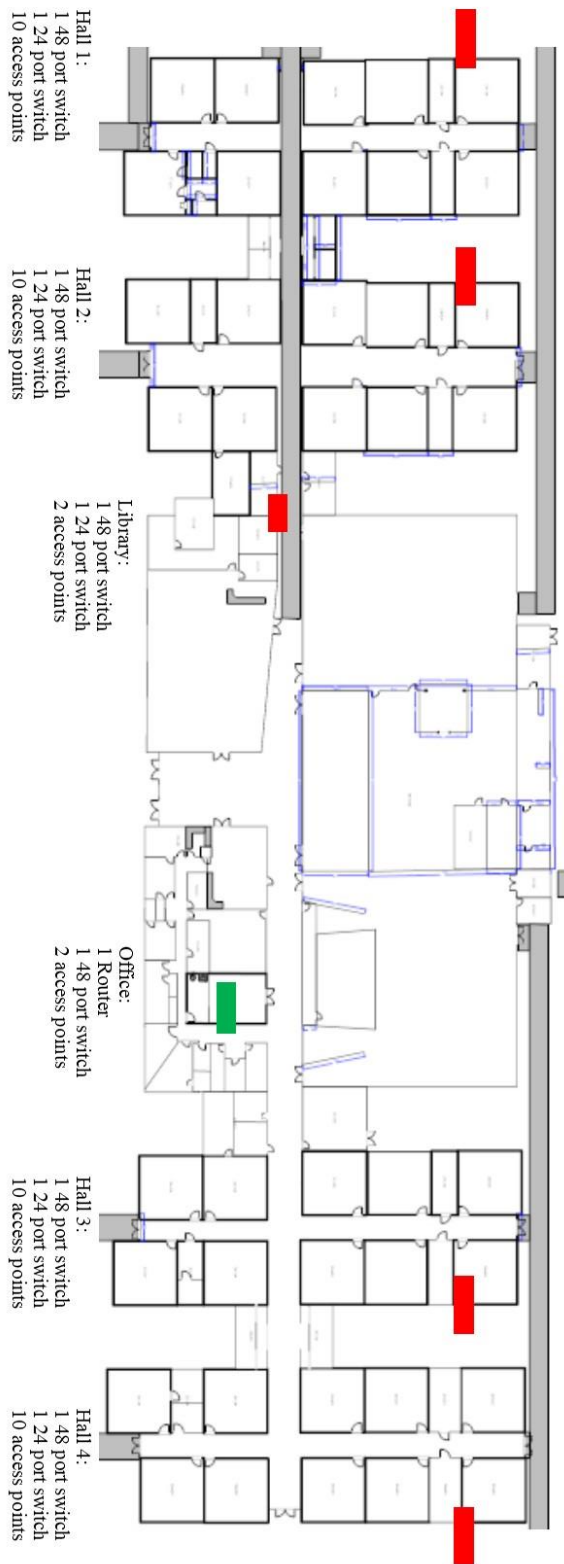 Hall 1:
1 48 port switch
1 24 port switch
10 access points
Hall 2:
1 48 port switch
1 24 port switch
10 access points
Library:
1 48 port switch
1 24 port switch
2 access points
Office:
1 Router
1 48 port switch
2 access points
Hall 3:
1 48 port switch
1 24 port switch
10 access points
Hall 4:
1 48 port switch
1 24 port switch
10 access points